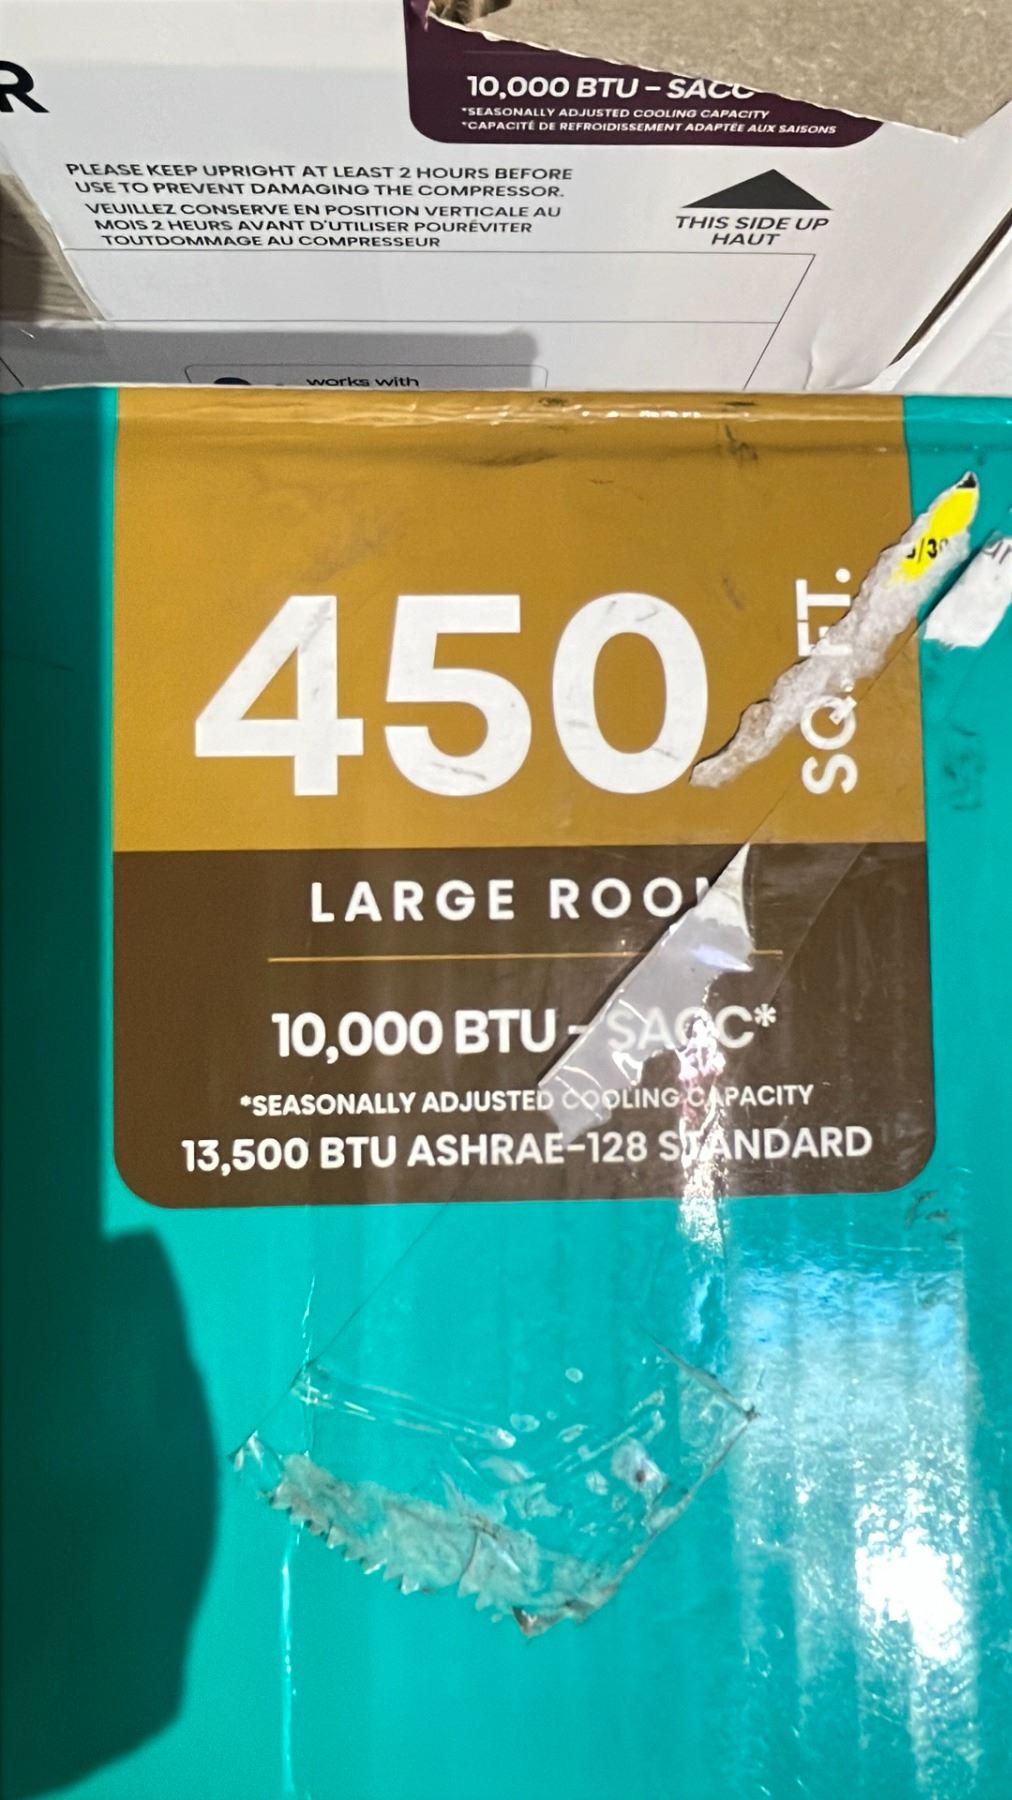 R
10,000 BTU – SACC
*SEASONALLY ADJUSTED COOLING CAPACITY
*CAPACITÉ DE REFROIDISSEMENT ADAPTÉE AUX SAISONS
PLEASE KEEP UPRIGHT AT LEAST 2 HOURS BEFORE
USE TO PREVENT DAMAGING THE COMPRESSOR.
VEUILLEZ CONSERVE EN POSITION VERTICALE AU
MOIS 2 HEURS AVANT D'UTILISER POURÉVITER
TOUTDOMMAGE AU COMPRESSEUR
THIS SIDE UP
HAUT
works with
450
SQ. FT.
LARGE ROOM
10,000 BTU – SACC*
*SEASONALLY ADJUSTED COOLING CAPACITY
13,500 BTU ASHRAE-128 STANDARD